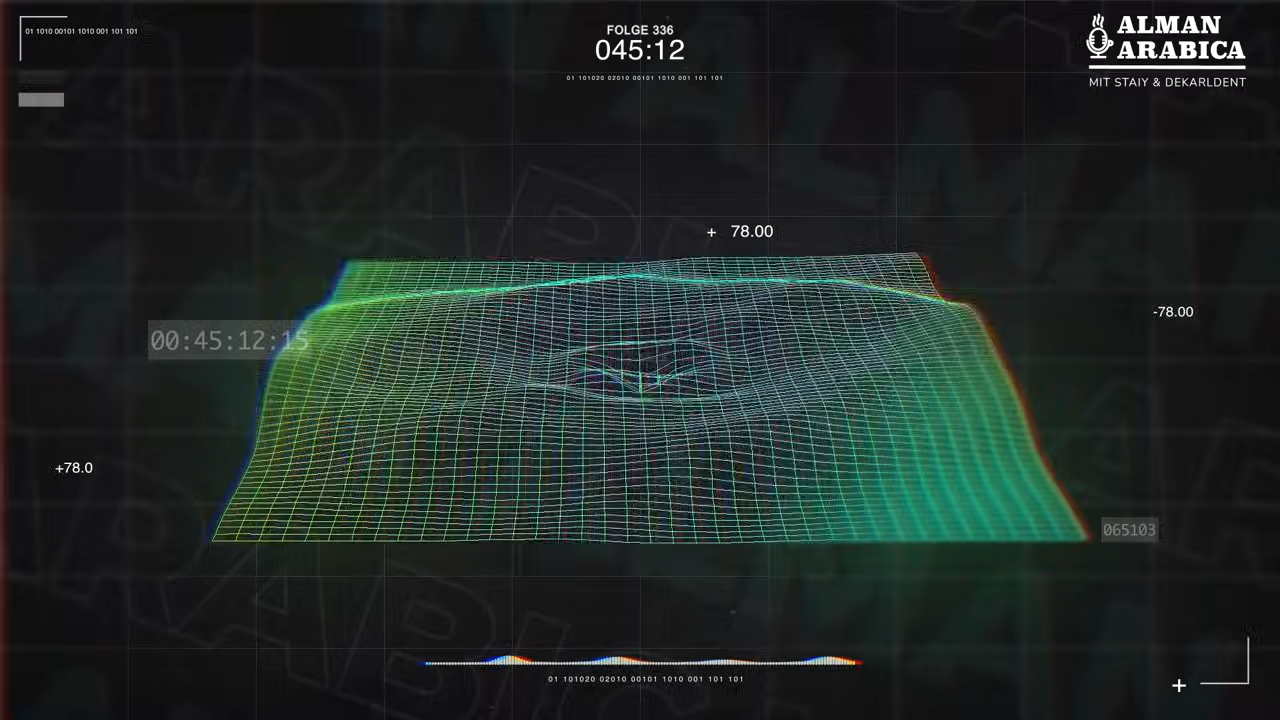 01 1010 00101 1010 001 101 101
FOLGE 336
045:12
01 101020 02010 00101 1010 001 101 101
ALMAN
ARABICA
MIT STAIY & DEKARLDENT
+ 78.00
-78.00
00:45:12:15
+78.0
065103
01 101020 02010 00101 1010 001 101 101
+